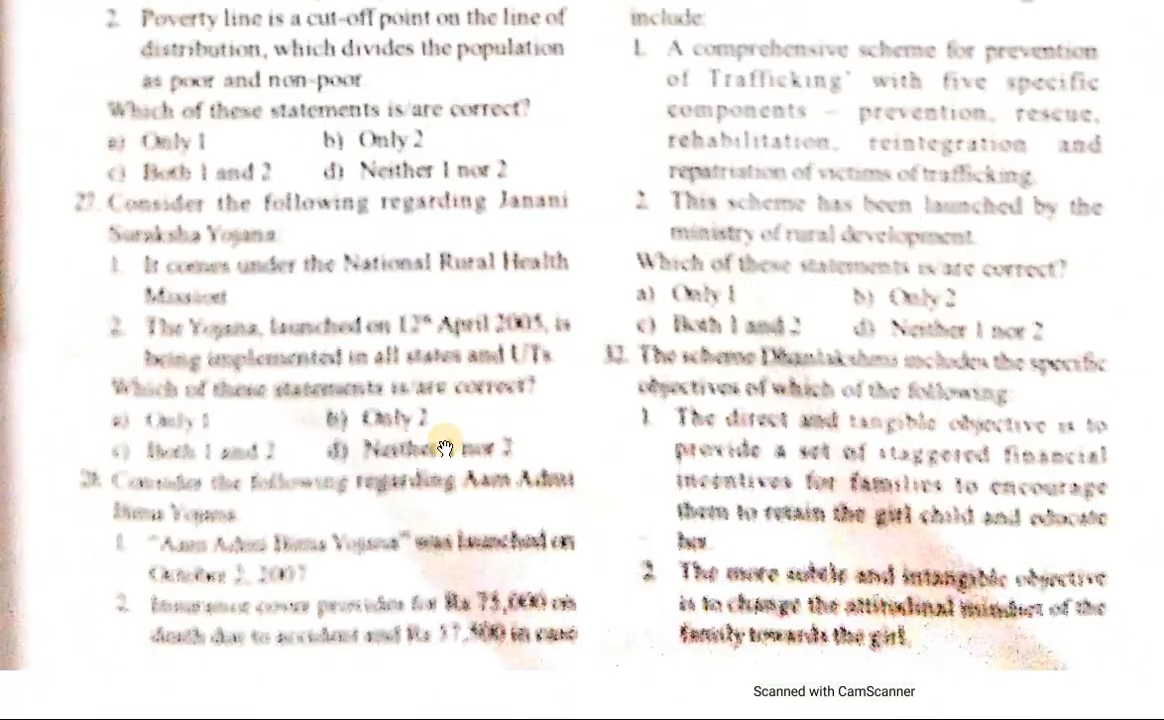 2. Poverty line is a cut-off point on the line of
distribution, which divides the population
as poor and non-poor.
Which of these statements is/are correct?
a) Only 1 b) Only 2
c) Both 1 and 2 d) Neither 1 nor 2
27. Consider the following regarding Janani
Suraksha Yojana:
1. It comes under the National Rural Health
Mission
2. The Yojana, launched on 12th April 2005, is
being implemented in all states and UTs.
Which of these statements is/are correct?
a) Only 1 b) Only 2
c) Both 1 and 2 d) Neither nor 2
28. Consider the following regarding Aam Admi
Bima Yojana
1. "Aam Admi Bima Yojana" was launched on
October 2, 2007
2. Insurance cover provides for Rs 75,000 on
death due to accident and Rs 37,500 in case
include:
1. A comprehensive scheme for prevention
of Trafficking' with five specific
components – prevention, rescue,
rehabilitation, reintegration and
repatriation of victims of trafficking.
2. This scheme has been launched by the
ministry of rural development.
Which of these statements is/are correct?
a) Only 1 b) Only 2
c) Both 1 and 2 d) Neither 1 nor 2
32. The scheme Dhanlakshmi includes the specific
objectives of which of the following:
1. The direct and tangible objective is to
provide a set of staggered financial
incentives for families to encourage
them to retain the girl child and educate
her.
2. The more subtle and intangible objective
is to change the attitudinal mindset of the
family towards the girl.
Scanned with CamScanner